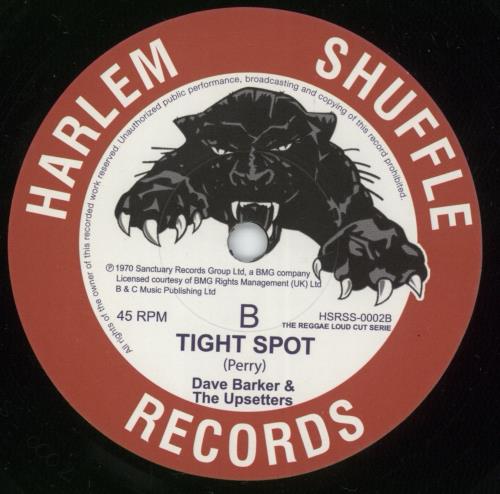 HARLEM SHUFFLE
All rights of the owner of this recorded work reserved. Unauthorized public performance, broadcasting and copying of this record prohibited.
℗ 1970 Sanctuary Records Group Ltd, a BMG company
Licensed courtesy of BMG Rights Management (UK) Ltd
B & C Music Publishing Ltd
45 RPM
B
HSRSS-0002B
THE REGGAE LOUD CUT SERIE
TIGHT SPOT
(Perry)
Dave Barker &
The Upsetters
RECORDS